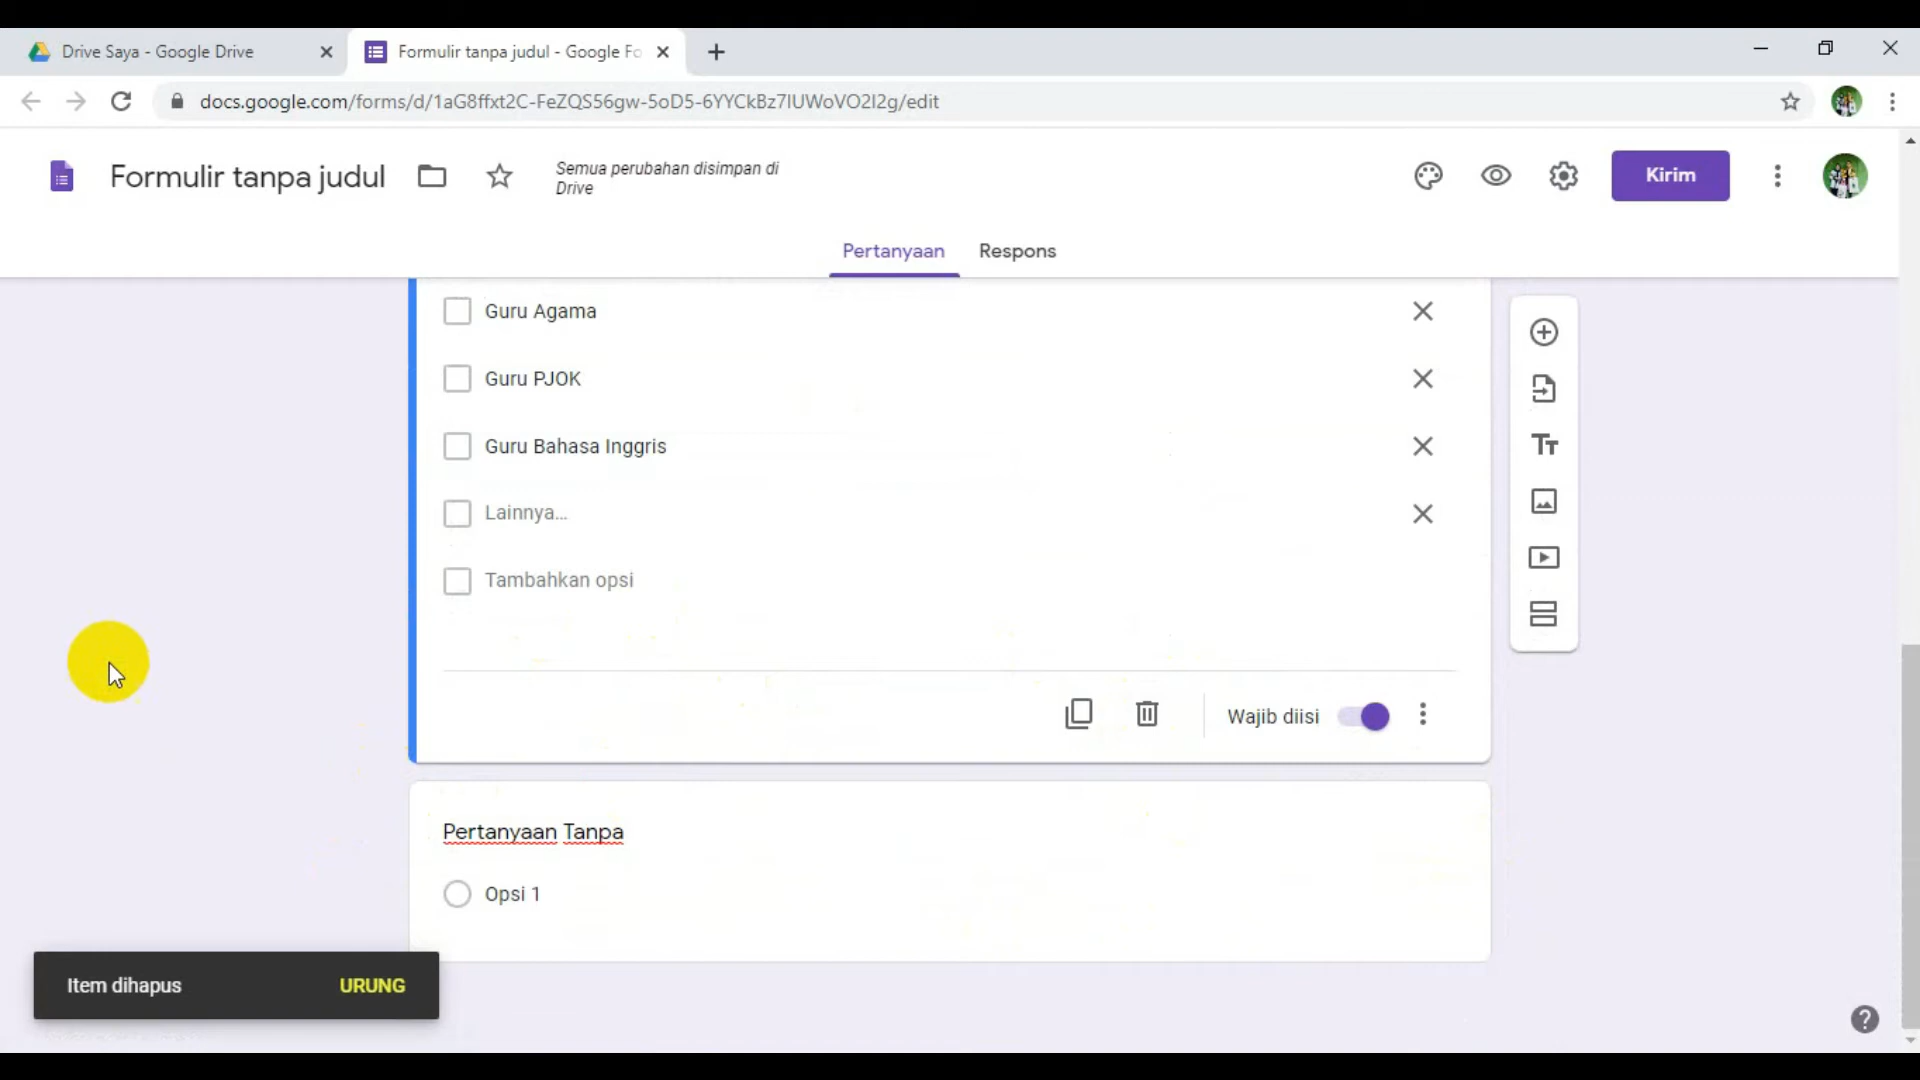 Drive Saya - Google Drive
Formulir tanpa judul - Google Fo
docs.google.com/forms/d/1aG8ffxt2C-FeZQS56gw-5oD5-6YYCkBz7IUWoVO2I2g/edit
Formulir tanpa judul
Semua perubahan disimpan di
Drive
Kirim
Pertanyaan
Respons
Guru Agama
Guru PJOK
Guru Bahasa Inggris
Lainnya...
Tambahkan opsi
Wajib diisi
Pertanyaan Tanpa
Opsi 1
Item dihapus
URUNG